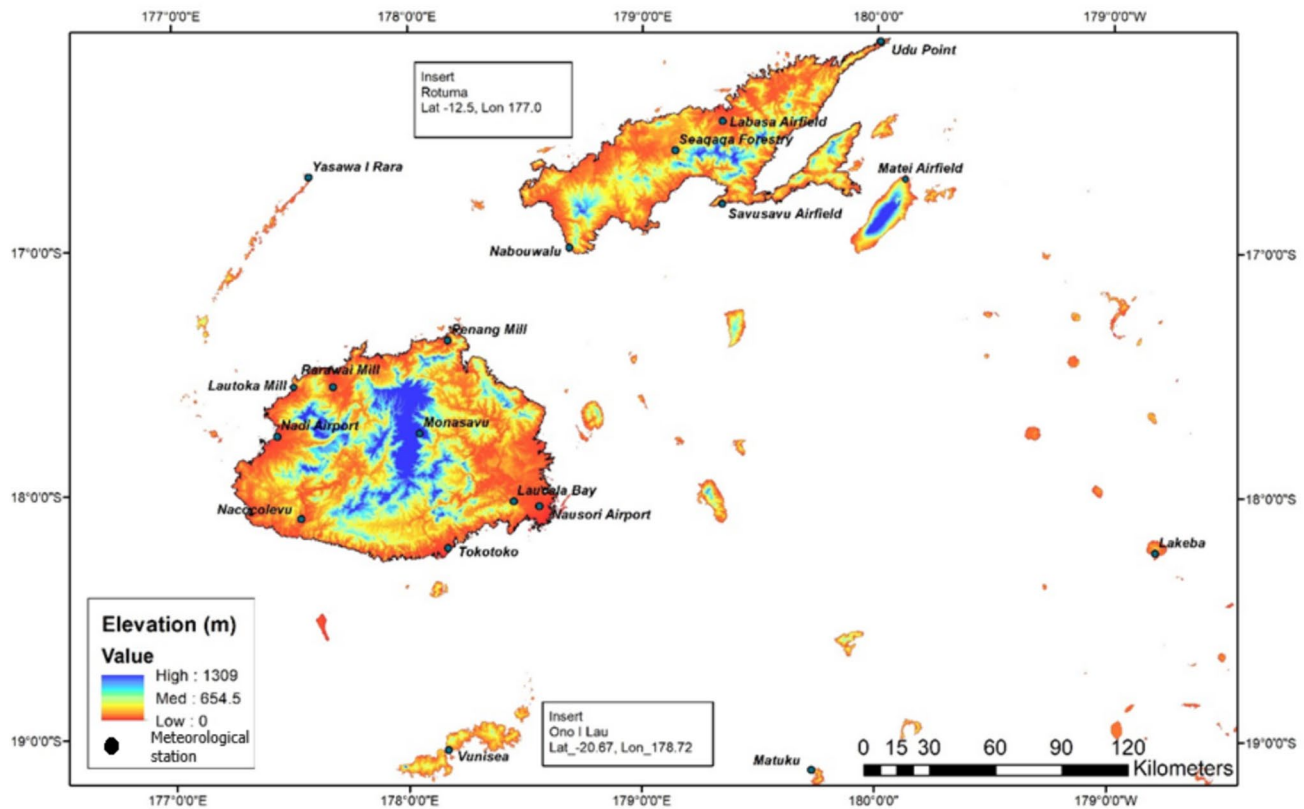 177°0'0"E 178°0'0"E 179°0'0"E 180°0'0" 179°0'0"W
Udu Point
Insert
Rotuma
Lat -12.5, Lon 177.0
Labasa Airfield
Seaqaqa Forestry
Yasawa I Rara
Matei Airfield
Savusavu Airfield
Nabouwalu
17°0'0"S 17°0'0"S
Penang Mill
Rarawai Mill
Lautoka Mill
Nadi Airport
Monasavu
18°0'0"S 18°0'0"S
Laucala Bay
Nacocolevu
Nausori Airport
Tokotoko
Lakeba
Elevation (m)
Value
High : 1309
Med : 654.5
Low : 0
Meteorological
station
Insert
Ono I Lau
Lat_-20.67, Lon_178.72
19°0'0"S 19°0'0"S
Vunisea
Matuku
0 15 30 60 90 120
Kilometers
177°0'0"E 178°0'0"E 179°0'0"E 180°0'0" 179°0'0"W